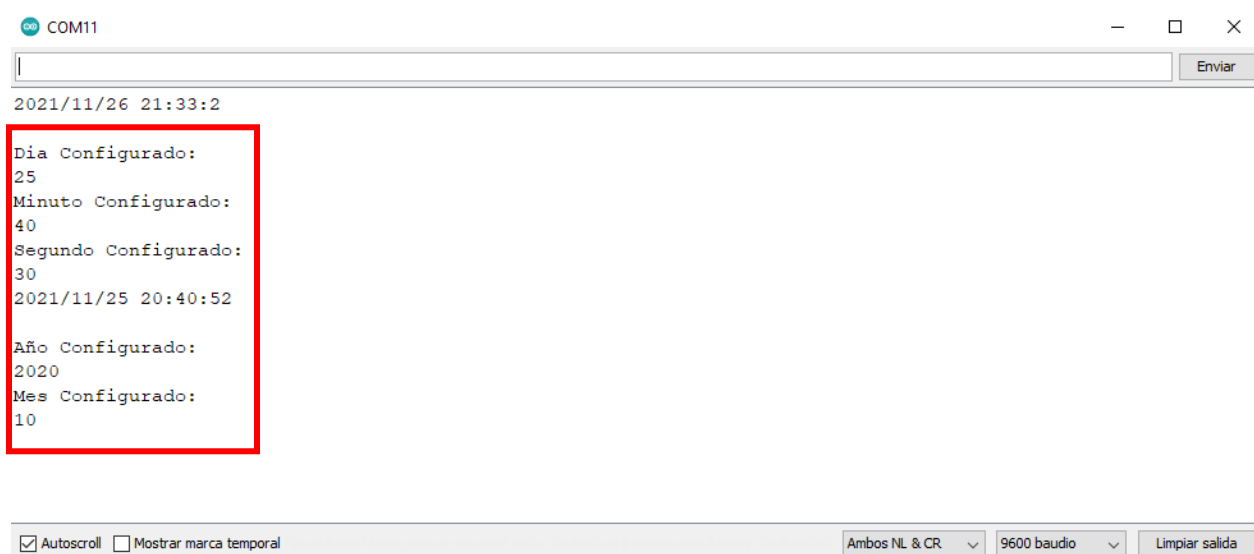 COM11
Enviar
2021/11/26 21:33:2
Dia Configurado:
25
Minuto Configurado:
40
Segundo Configurado:
30
2021/11/25 20:40:52
Año Configurado:
2020
Mes Configurado:
10
Autoscroll Mostrar marca temporal Ambos NL & CR 9600 baudio Limpiar salida